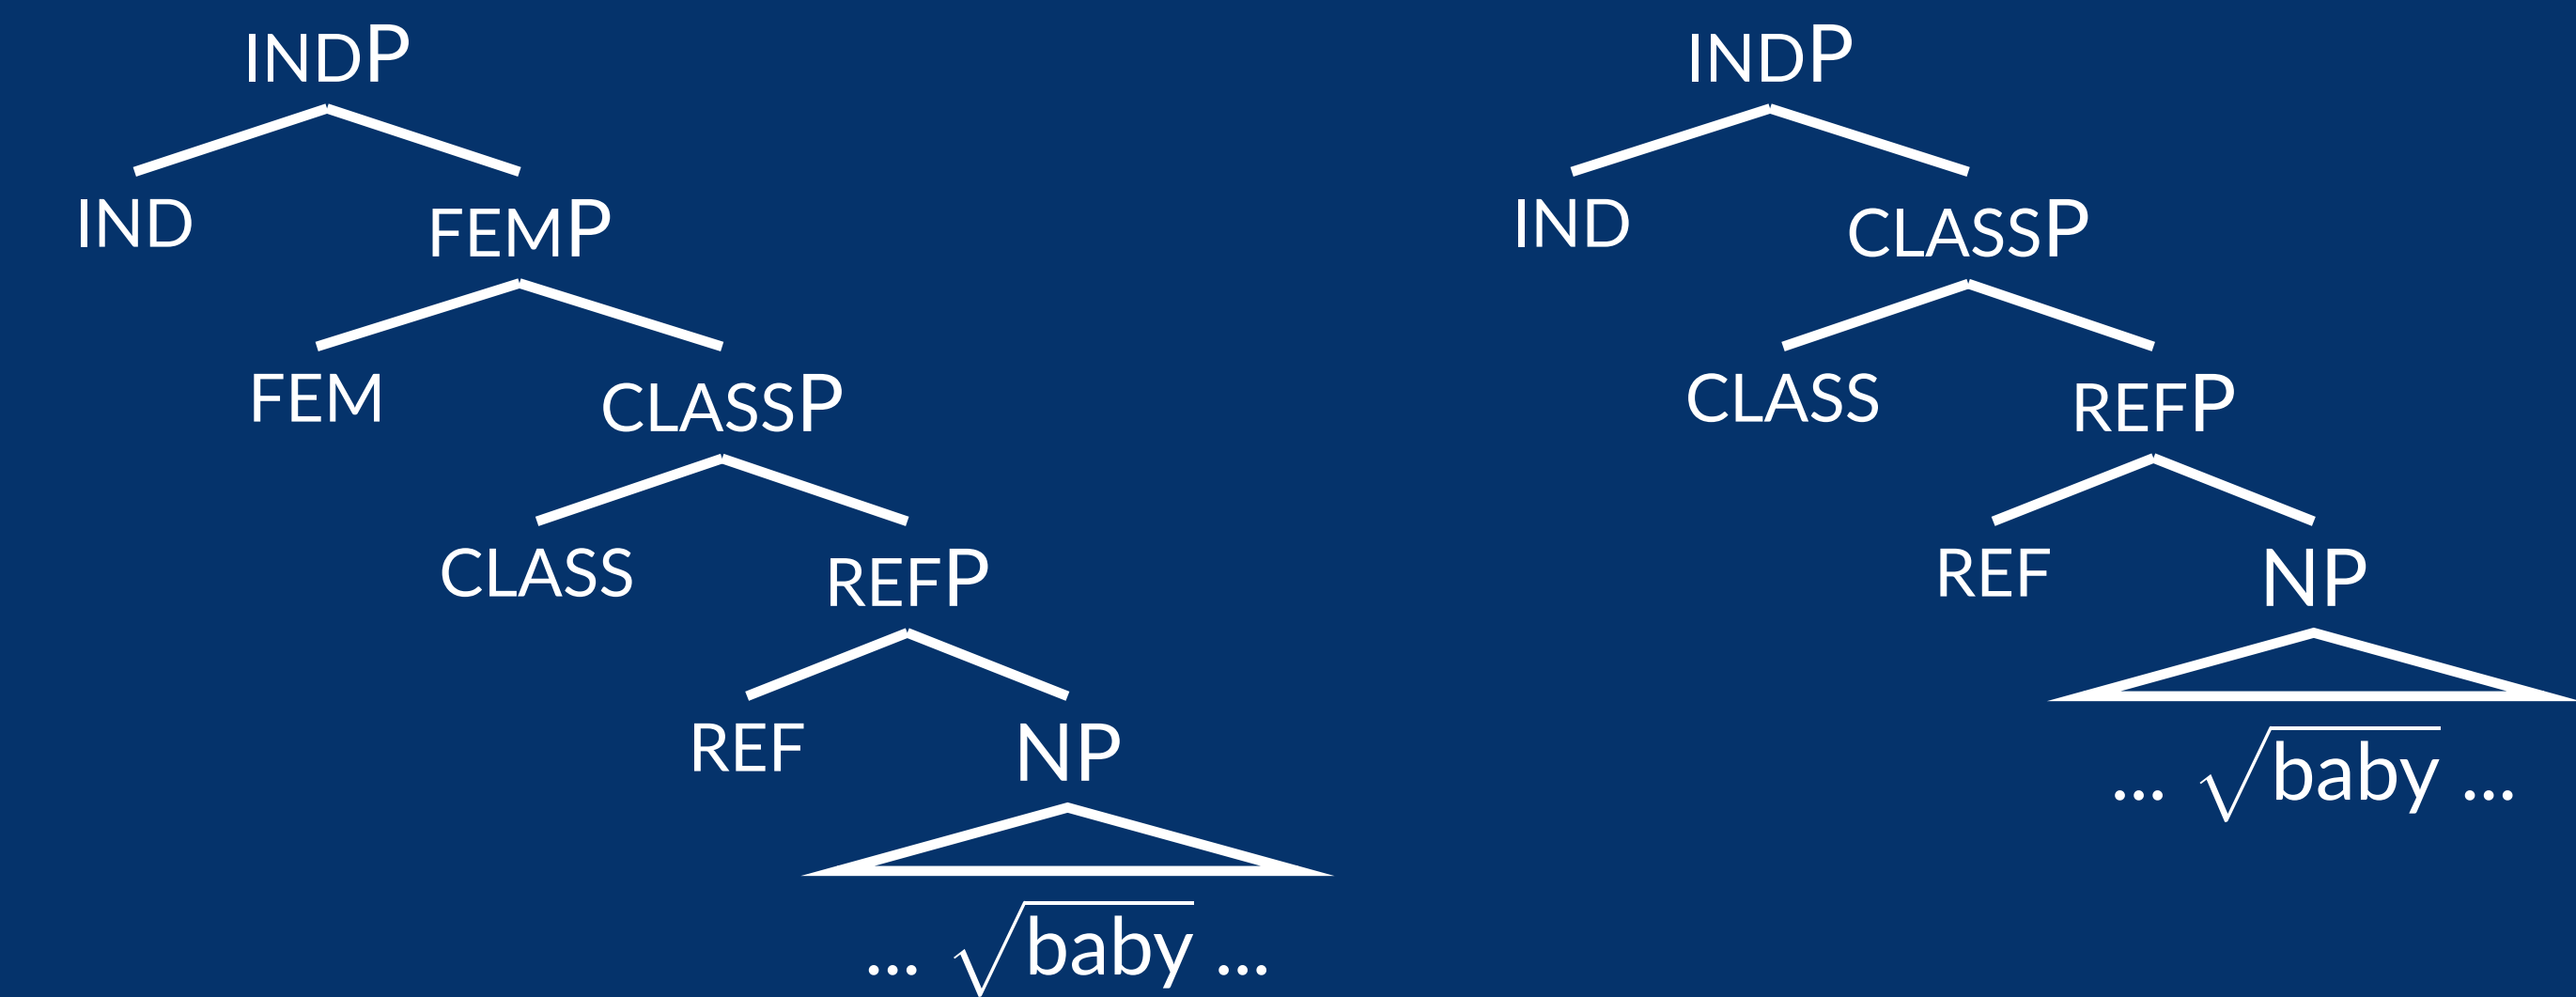 INDP INDP
IND FEMP IND CLASSP
FEM CLASSP CLASS REFP
CLASS REFP REF NP
REF NP ... √baby ...
... √baby ...